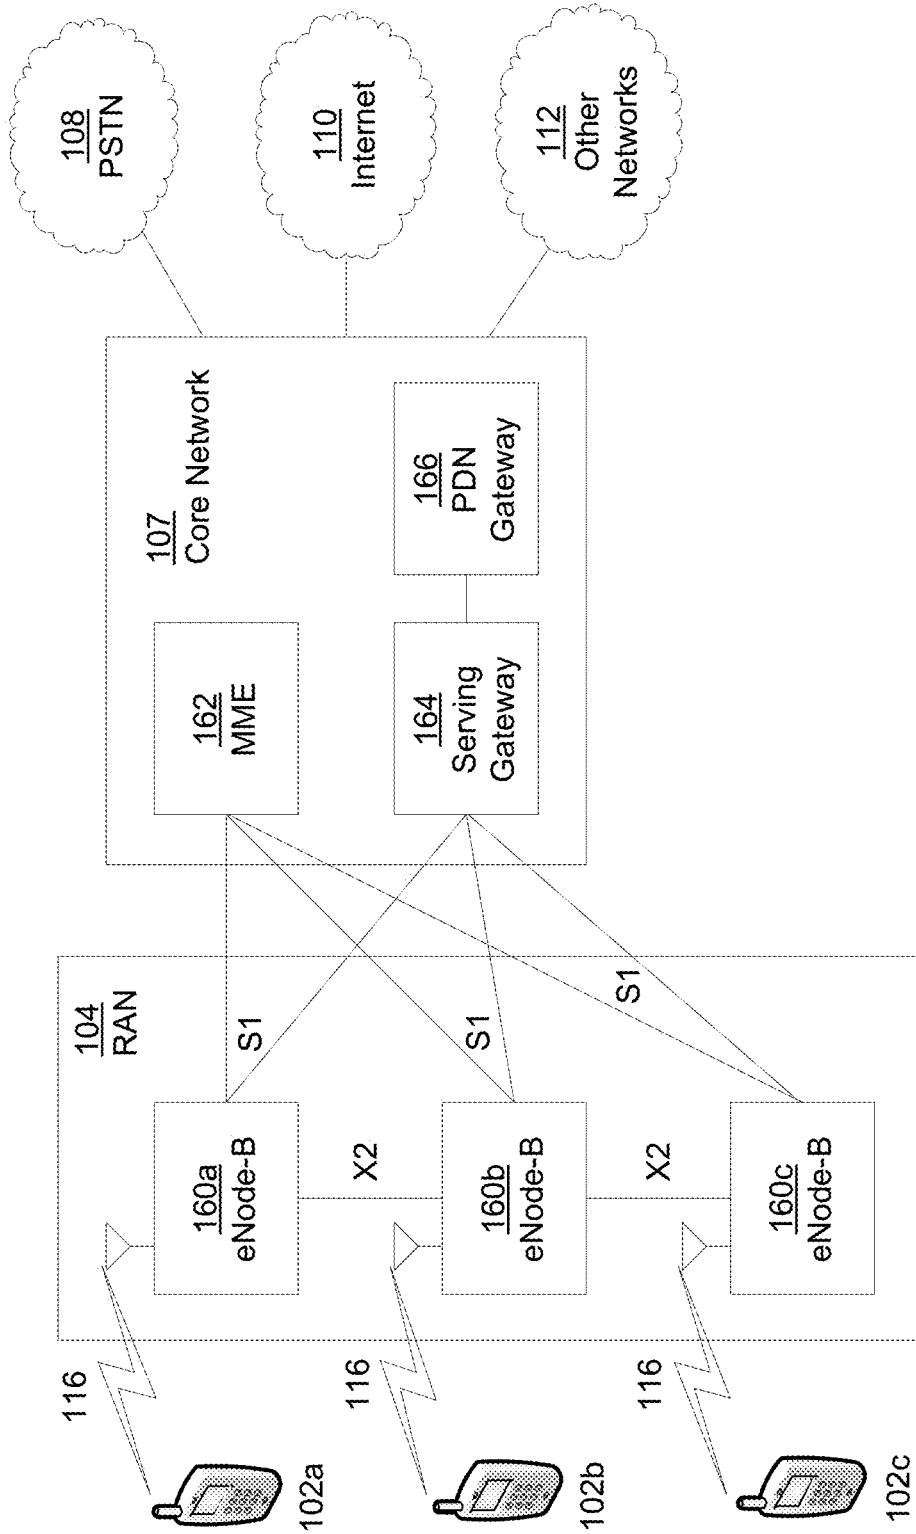 108
PSTN
110
Internet
112
Other
Networks
107
Core Network
162
MME
166
PDN
Gateway
164
Serving
Gateway
104
RAN
S1
S1
S1
160a
eNode-B
X2
160b
eNode-B
X2
160c
eNode-B
116
116
116
102a
102b
102c